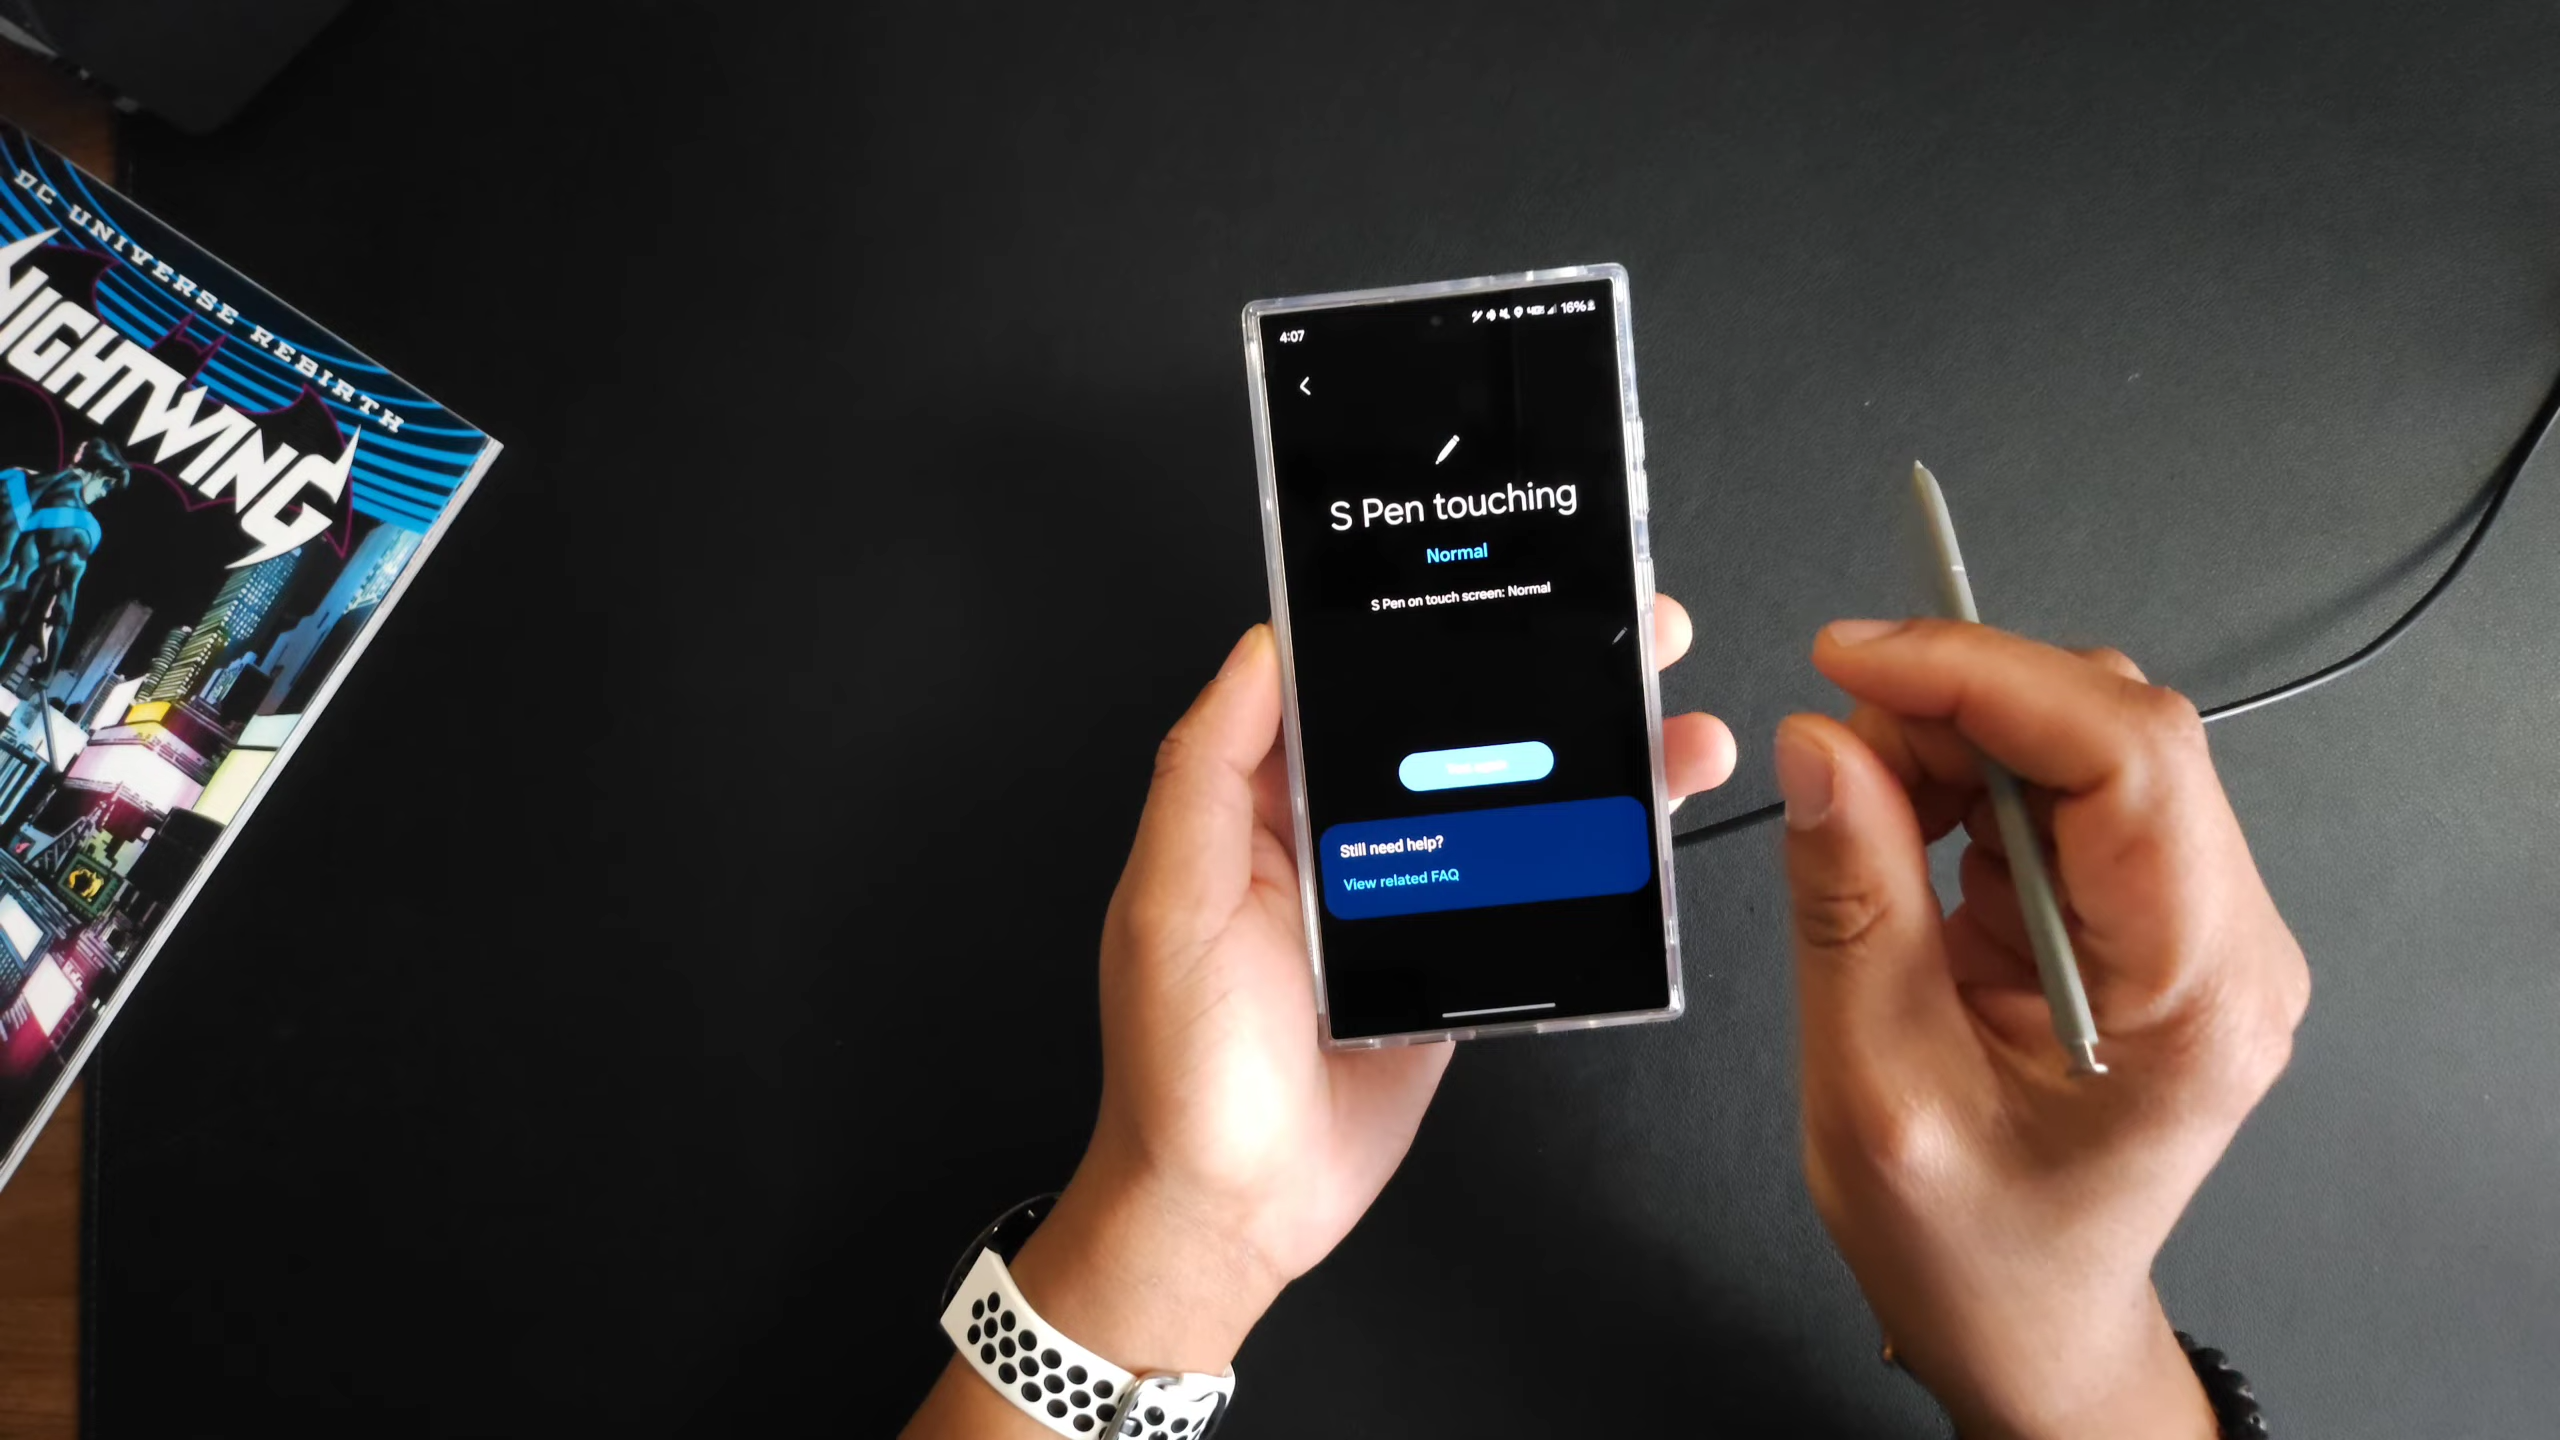 DC UNIVERSE REBIRTH
NIGHTWING
4:07
16%
S Pen touching
Normal
S Pen on touch screen: Normal
Still need help?
View related FAQ